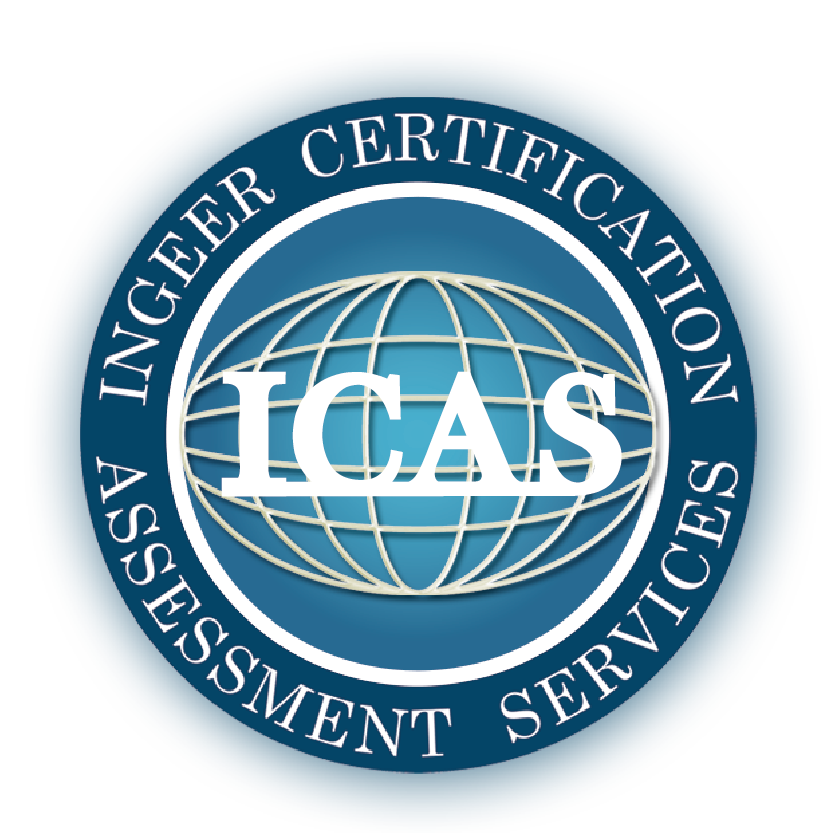 INGEER CERTIFICATION
ICAS
ASSESSMENT SERVICES